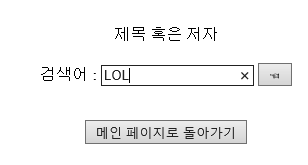 제목 혹은 저자
검색어 : LOL × ☜
메인 페이지로 돌아가기